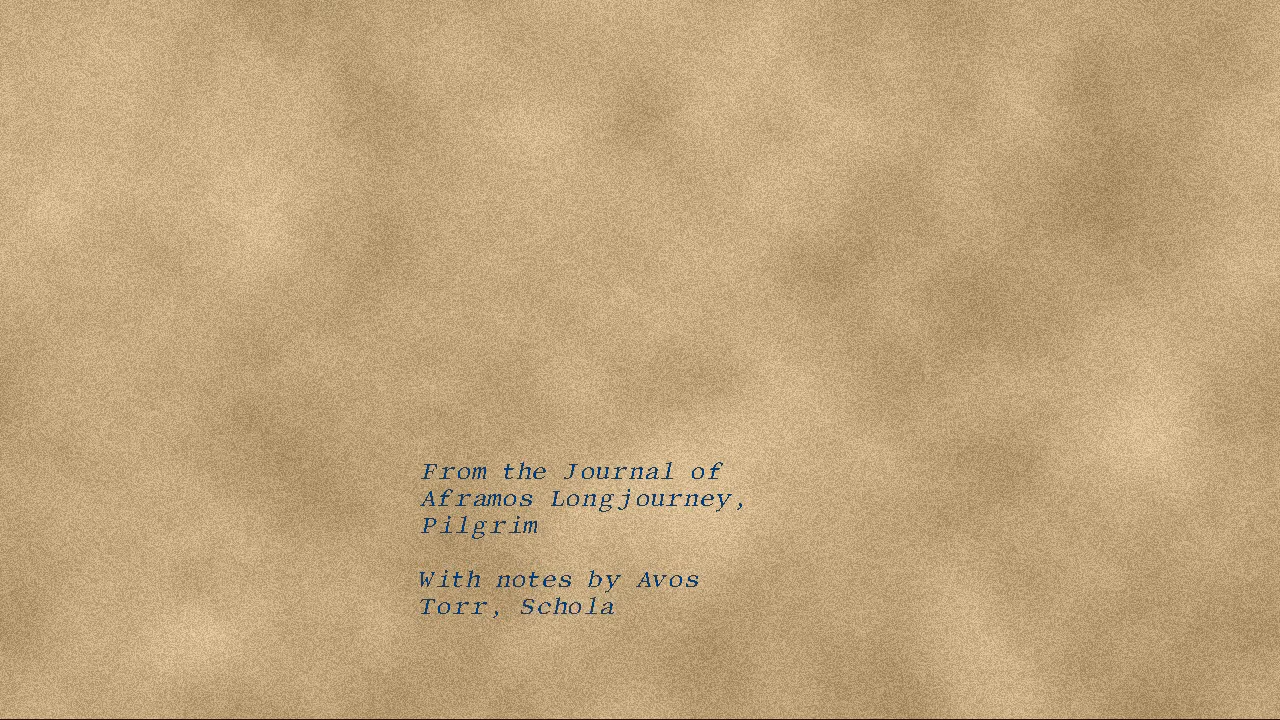 From the Journal of
Aframos Longjourney,
Pilgrim
With notes by Avos
Torr, Schola